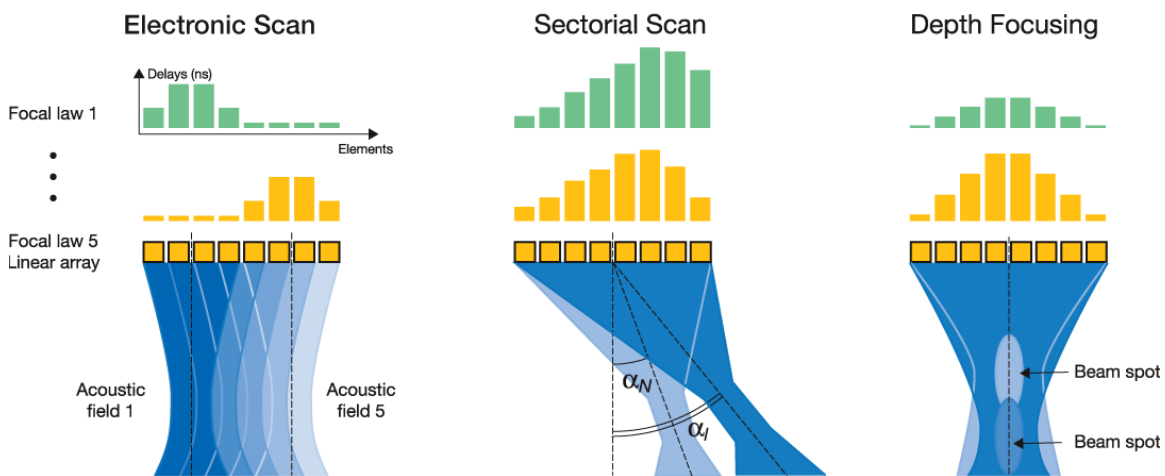 Electronic Scan
Sectorial Scan
Depth Focusing
Delays (ns)
Focal law 1
Elements
Focal law 5
Linear array
Acoustic
field 1
Acoustic
field 5
αN
αI
Beam spot
Beam spot